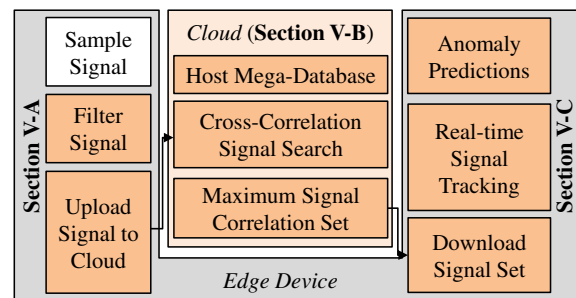 Section V-A
Sample
Signal
Filter
Signal
Upload
Signal to
Cloud
Cloud (Section V-B)
Host Mega-Database
Cross-Correlation
Signal Search
Maximum Signal
Correlation Set
Edge Device
Anomaly
Predictions
Real-time
Signal
Tracking
Download
Signal Set
Section V-C